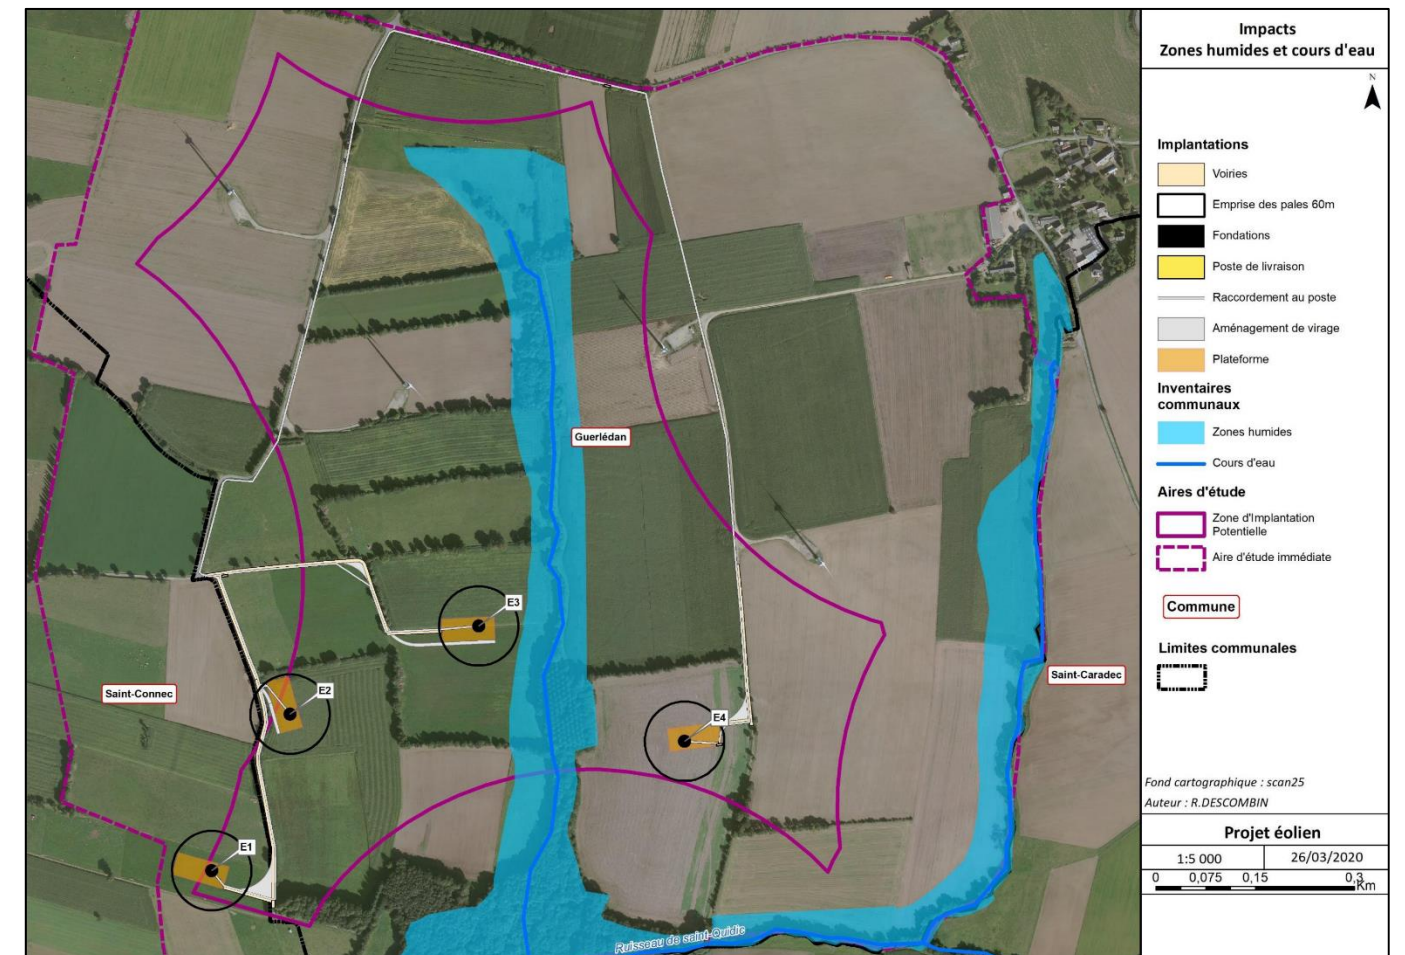 Impacts
Zones humides et cours d'eau
N
Implantations
Voiries
Emprise des pales 60m
Fondations
Poste de livraison
Raccordement au poste
Aménagement de virage
Plateforme
Inventaires
communaux
Zones humides
Cours d'eau
Aires d'étude
Zone d'Implantation
Potentielle
Aire d'étude immédiate
Commune
Limites communales
Fond cartographique : scan25
Auteur : R.DESCOMBIN
Projet éolien
1:5 000
26/03/2020
0 0,075 0,15 0,3
Km
Guerlédan
E3
Saint-Connec
E2
Saint-Caradec
E4
E1
Ruisseau de saint-Quidic